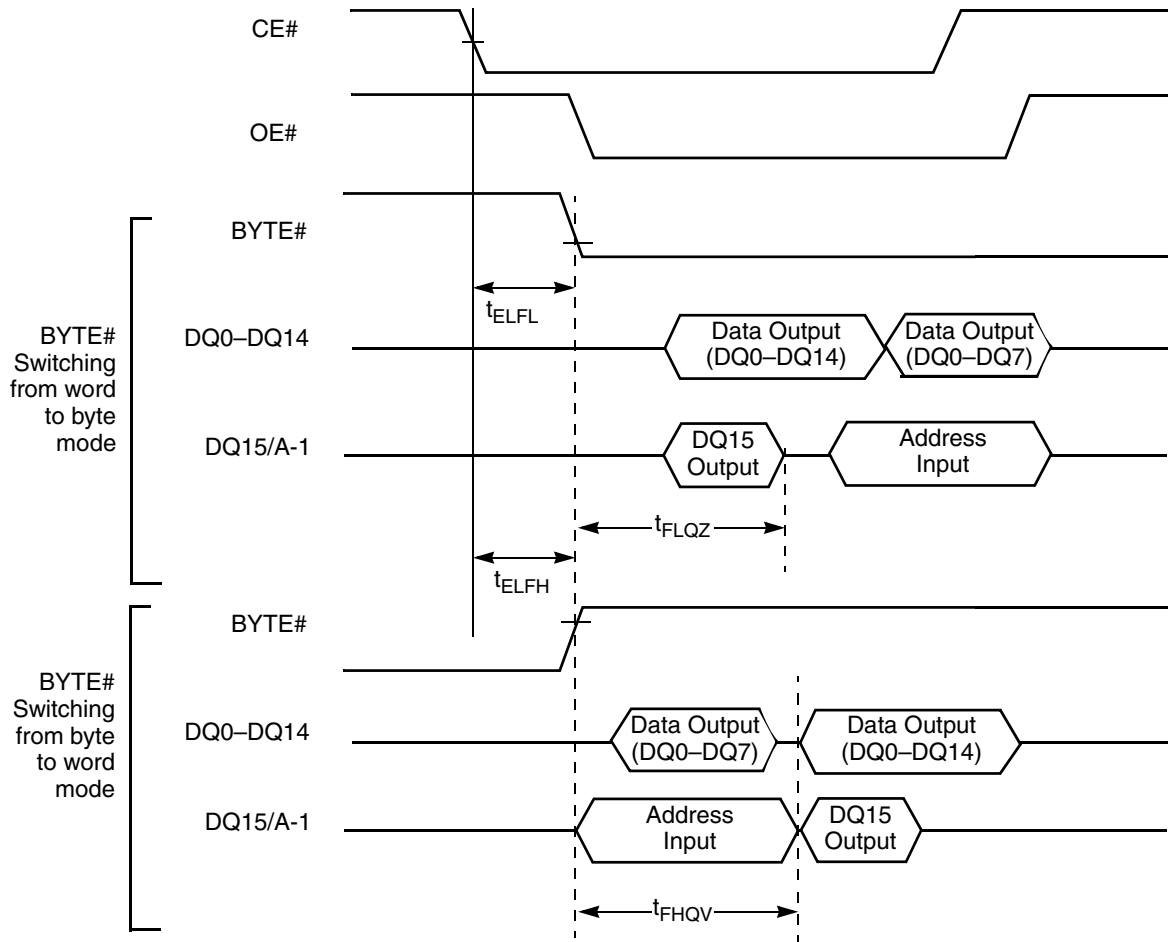 CE#
OE#
BYTE#
tELFL
BYTE#
Switching
from word
to byte
mode
DQ0–DQ14
Data Output
(DQ0–DQ14)
Data Output
(DQ0–DQ7)
DQ15/A-1
DQ15
Output
Address
Input
tFLQZ
tELFH
BYTE#
BYTE#
Switching
from byte
to word
mode
DQ0–DQ14
Data Output
(DQ0–DQ7)
Data Output
(DQ0–DQ14)
DQ15/A-1
Address
Input
DQ15
Output
tFHQV